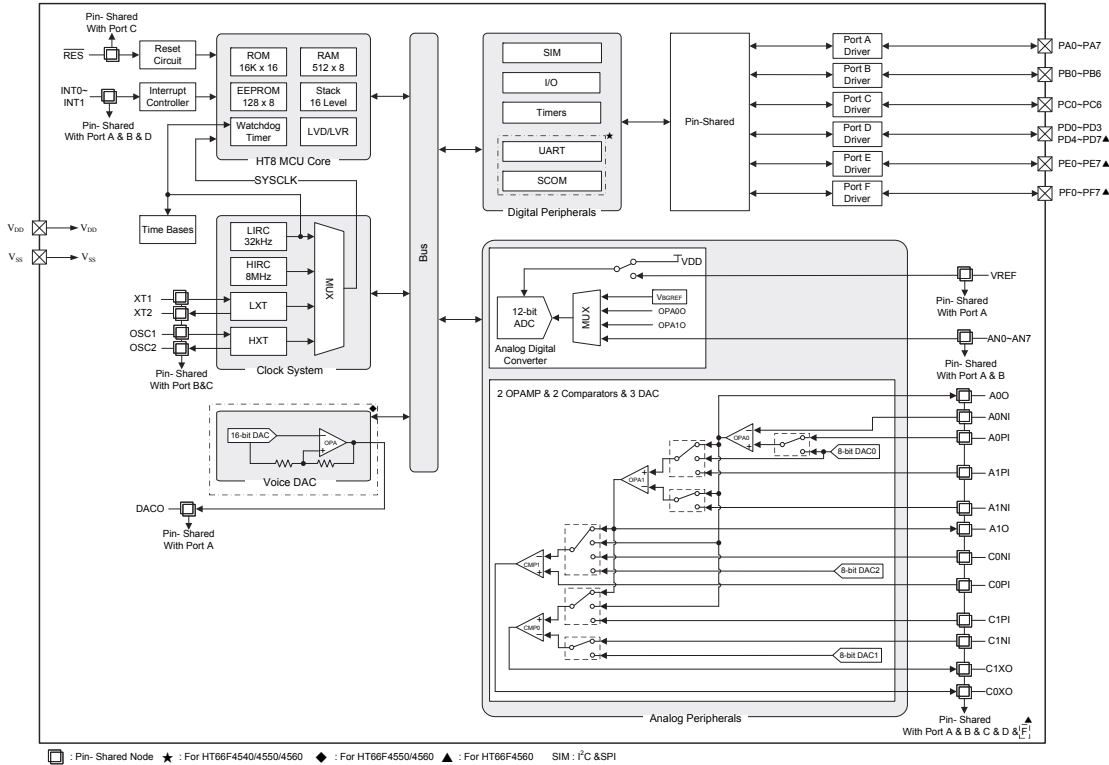 Pin- Shared
With Port C
RES
Reset
Circuit
INT0~
INT1
Interrupt
Controller
Pin- Shared
With Port A & B & D
ROM
16K x 16
RAM
512 x 8
EEPROM
128 x 8
Stack
16 Level
Watchdog
Timer
LVD/LVR
HT8 MCU Core
SYSCLK
Time Bases
VDD
VDD
VSS
VSS
LIRC
32kHz
HIRC
8MHz
LXT
HXT
MUX
Clock System
XT1
XT2
OSC1
OSC2
Pin- Shared
With Port B&C
◆
16-bit DAC
OPA
Voice DAC
DACO
Pin- Shared
With Port A
Bus
SIM
I/O
Timers
★
UART
SCOM
Digital Peripherals
Pin-Shared
Port A
Driver
Port B
Driver
Port C
Driver
Port D
Driver
Port E
Driver
Port F
Driver
PA0~PA7
PB0~PB6
PC0~PC6
PD0~PD3
PD4~PD7▲
PE0~PE7▲
PF0~PF7▲
VDD
12-bit
ADC
MUX
VBGREF
OPA0O
OPA1O
Analog Digital
Converter
VREF
Pin- Shared
With Port A
AN0~AN7
Pin- Shared
With Port A & B
2 OPAMP & 2 Comparators & 3 DAC
OPA0
8-bit DAC0
OPA1
CMP1
8-bit DAC2
CMP0
8-bit DAC1
A0O
A0NI
A0PI
A1PI
A1NI
A1O
C0NI
C0PI
C1PI
C1NI
C1XO
C0XO
Analog Peripherals
Pin- Shared
With Port A & B & C & D & F ▲
: Pin- Shared Node ★ : For HT66F4540/4550/4560 ◆ : For HT66F4550/4560 ▲ : For HT66F4560 SIM : I²C &SPI